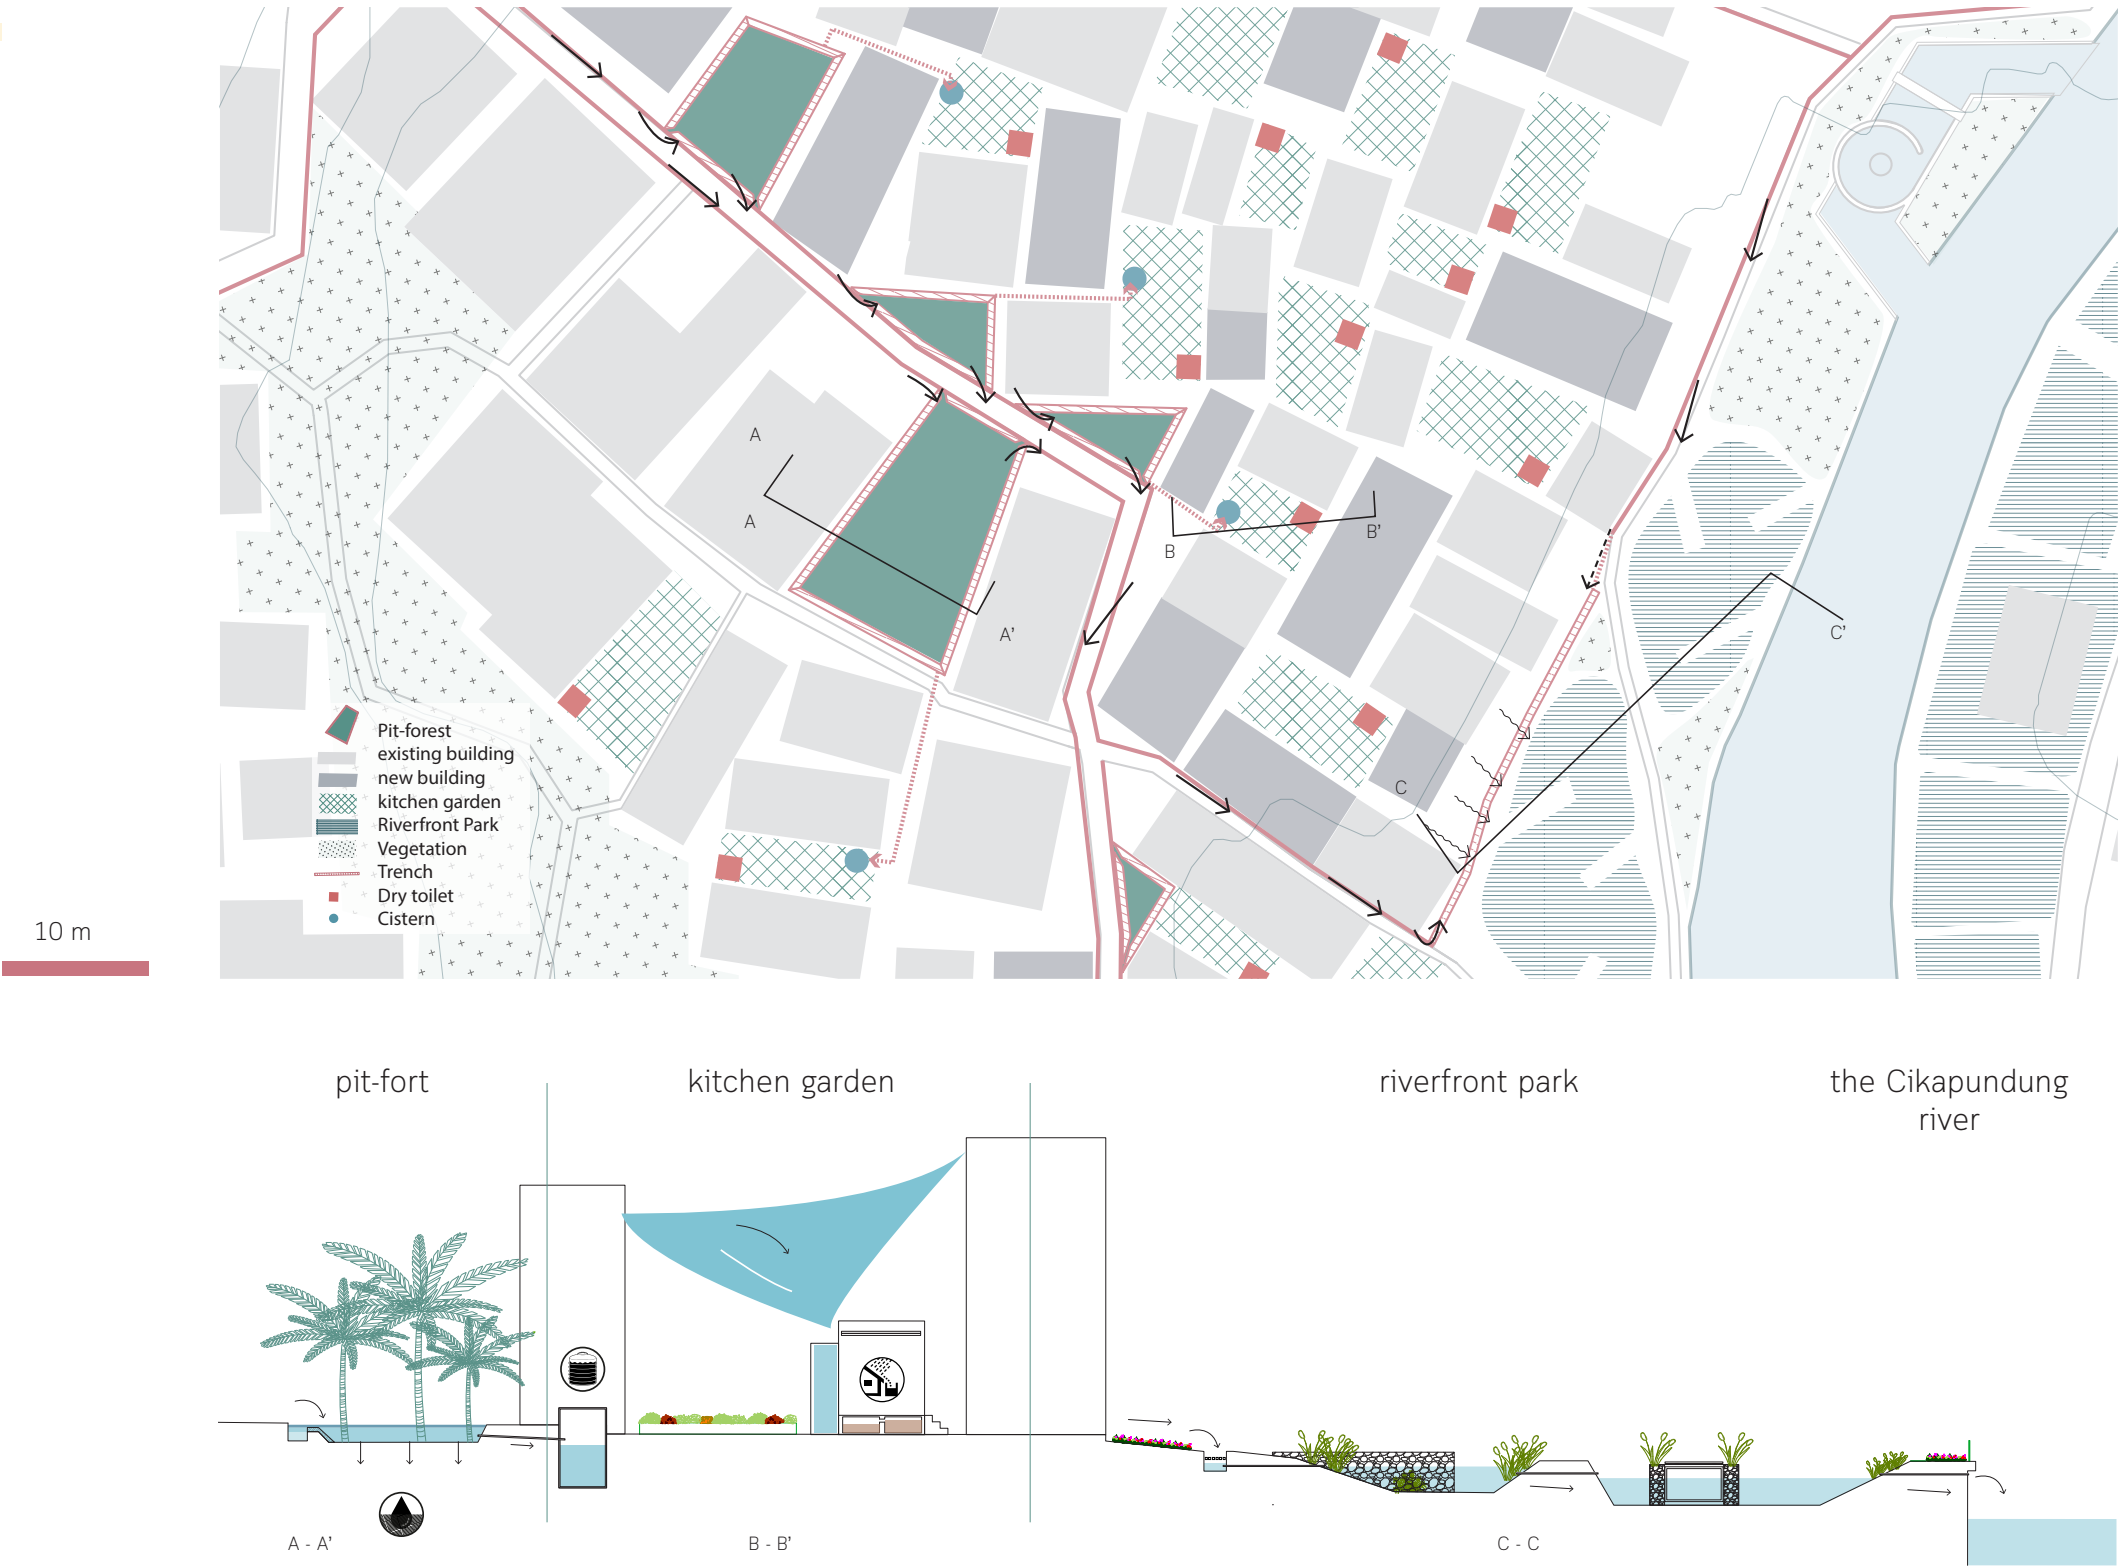 A
A
A'
B
B'
C'
C
Pit-forest
existing building
new building
kitchen garden
Riverfront Park
Vegetation
Trench
Dry toilet
Cistern
10 m
pit-fort
kitchen garden
riverfront park
the Cikapundung
river
A - A'
B - B'
C - C